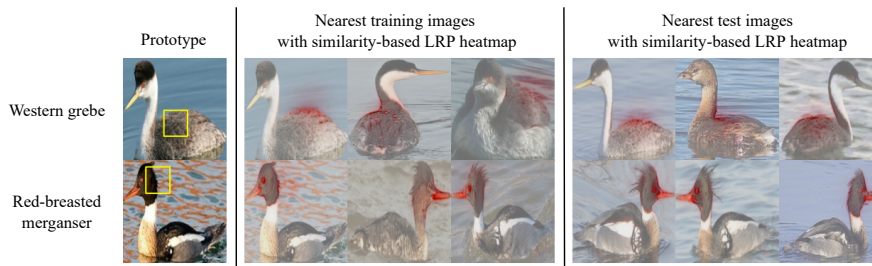 Prototype
Nearest training images
with similarity-based LRP heatmap
Nearest test images
with similarity-based LRP heatmap
Western grebe
Red-breasted
merganser